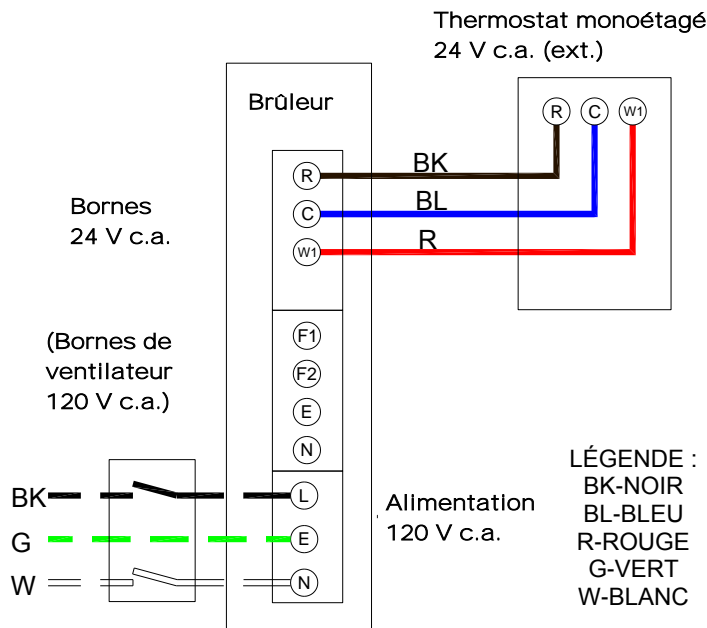 Thermostat monoétagé
24 V c.a. (ext.)
Brûleur
R C W1
R
BK
Bornes
24 V c.a.
C
BL
W1
R
(Bornes de
ventilateur
120 V c.a.)
F1
F2
E
N
BK
L
G
E
W
N
Alimentation
120 V c.a.
LÉGENDE :
BK-NOIR
BL-BLEU
R-ROUGE
G-VERT
W-BLANC